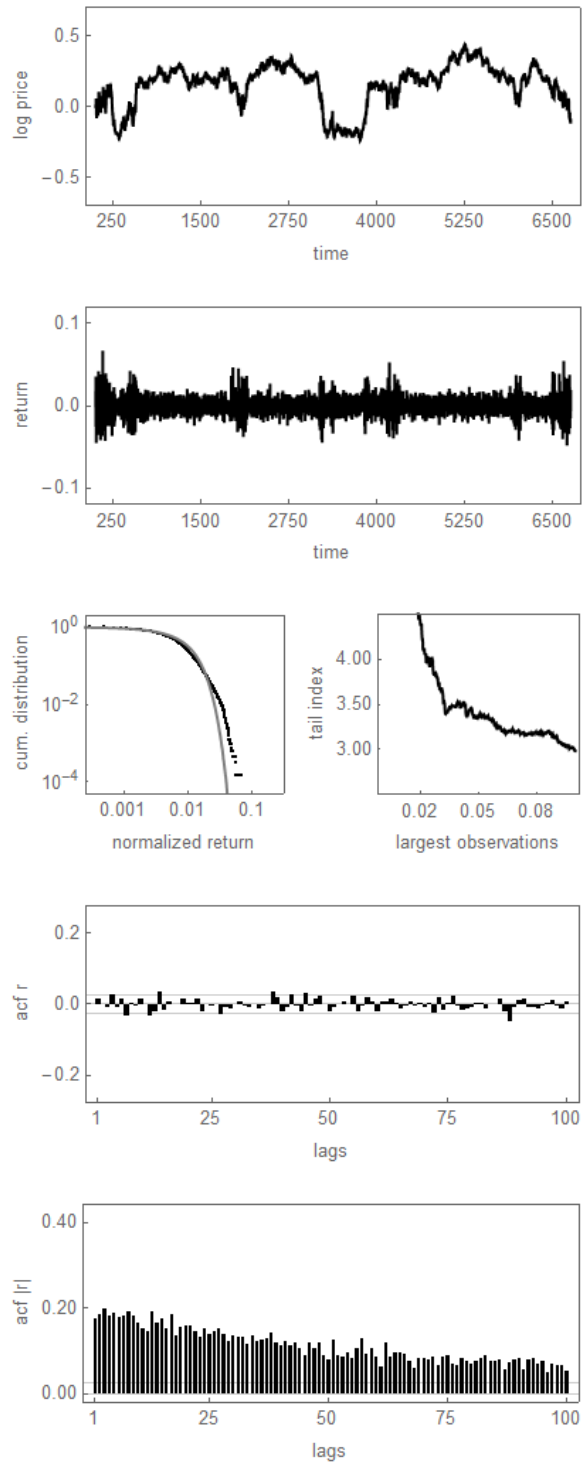 0.5
0.0
−0.5
log price
250 1500 2750 4000 5250 6500
time
0.1
0.0
−0.1
return
250 1500 2750 4000 5250 6500
time
10^0
10^−2
10^−4
cum. distribution
0.001 0.01 0.1
normalized return
4.00
3.50
3.00
tail index
0.02 0.05 0.08
largest observations
0.2
0.0
−0.2
acf r
1 25 50 75 100
lags
0.40
0.20
0.00
acf |r|
1 25 50 75 100
lags